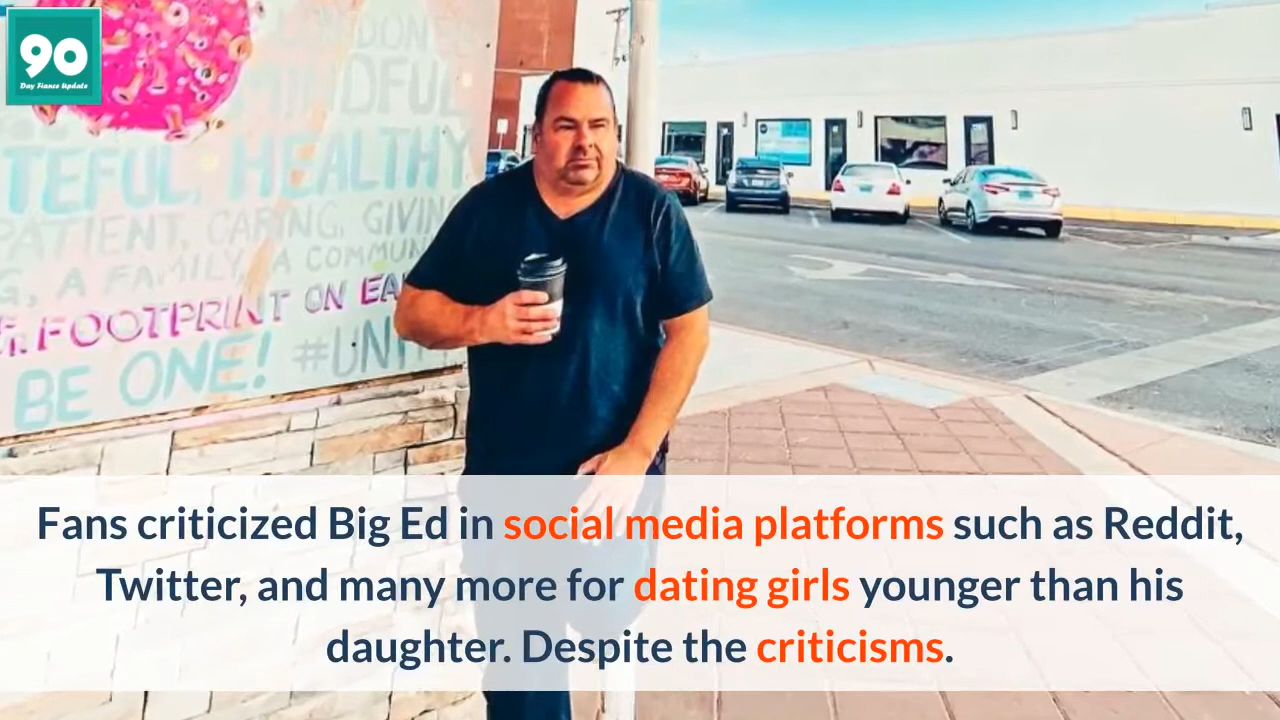 90
Day Fiance Update
MINDFUL
HEALTHY
PATIENT, CARING, GIVIN
G, A FAMILY, A COMMUN
FOOTPRINT ON EA
BE ONE! #UNI
Fans criticized Big Ed in social media platforms such as Reddit,
Twitter, and many more for dating girls younger than his
daughter. Despite the criticisms.